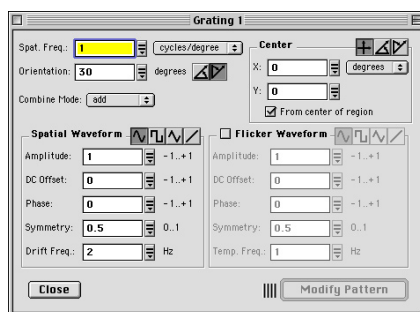 Grating 1
Spat. Freq.: 1 cycles/degree
Orientation: 30 degrees
Combine Mode: add
Center
X: 0 degrees
Y: 0
From center of region
Spatial Waveform
Amplitude: 1 -1..+1
DC Offset: 0 -1..+1
Phase: 0 -1..+1
Symmetry: 0.5 0..1
Drift Freq.: 2 Hz
Flicker Waveform
Amplitude: 1 -1..+1
DC Offset: 0 -1..+1
Phase: 0 -1..+1
Symmetry: 0.5 0..1
Temp. Freq.: 1 Hz
Close
Modify Pattern